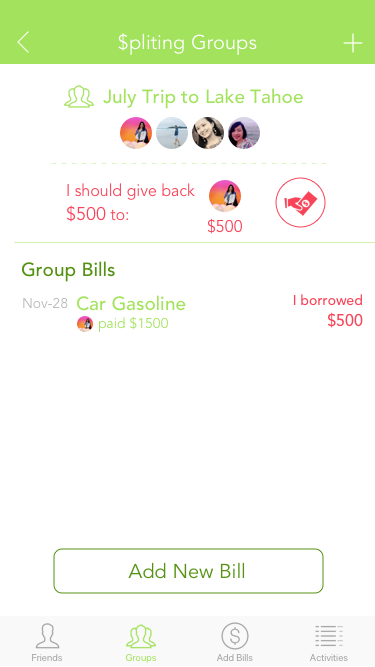 $pliting Groups
July Trip to Lake Tahoe
I should give back
$500 to:
$500
Group Bills
Nov-28 Car Gasoline I borrowed
paid $1500 $500
Add New Bill
Friends Groups Add Bills Activities